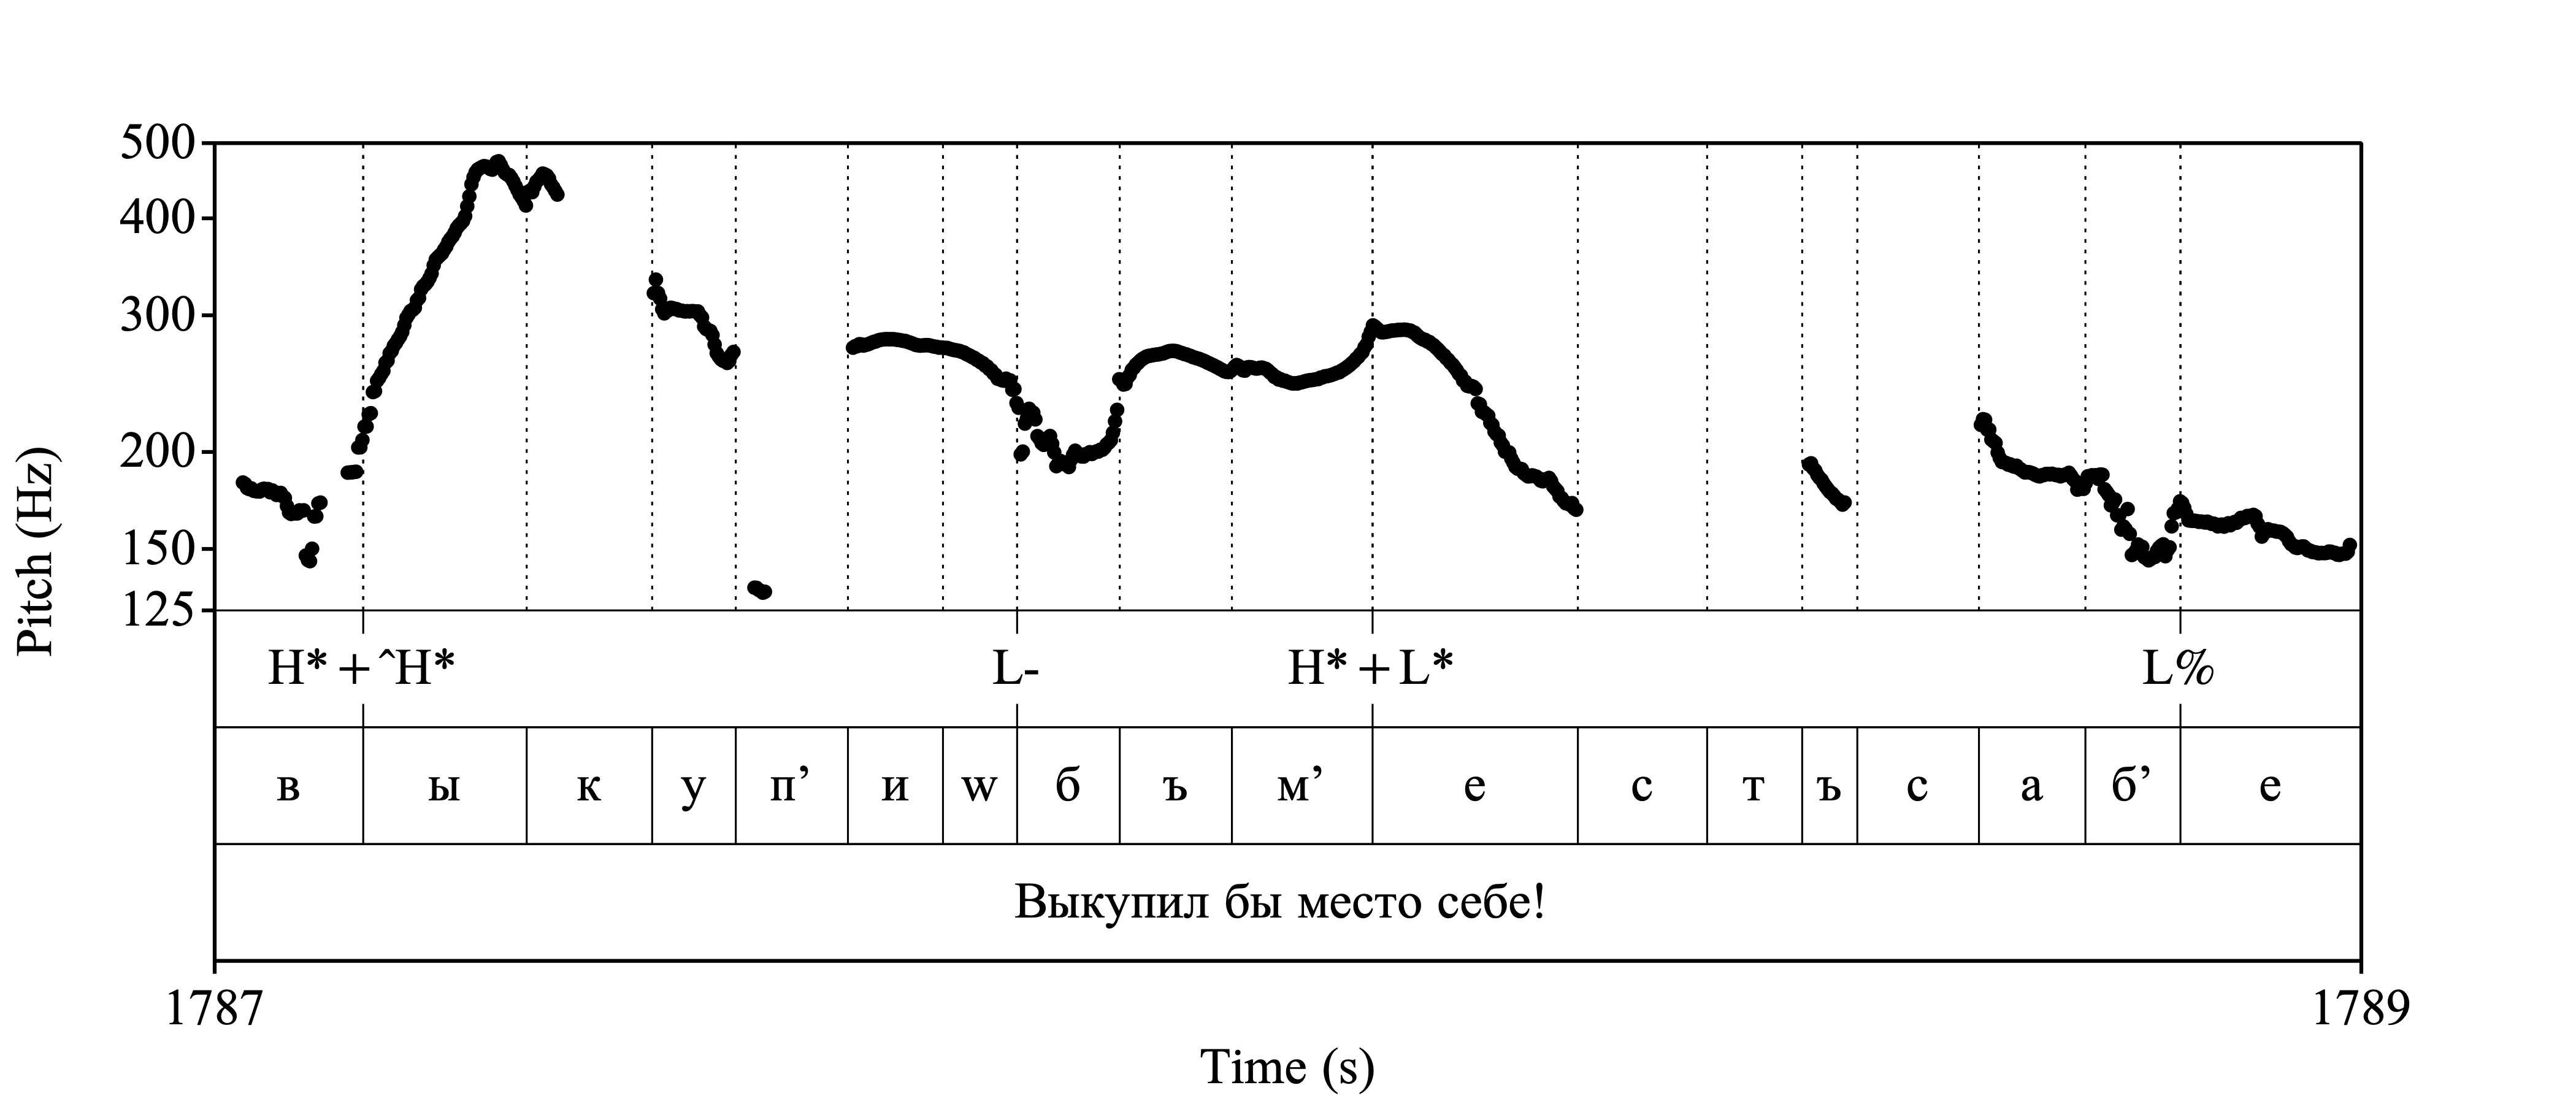 500
400
300
200
150
125
Pitch (Hz)
H* + ^H* L- H* + L* L%
в ы к у п’ и w б ъ м’ е с т ъ с а б’ е
Выкупил бы место себе!
1787 1789
Time (s)